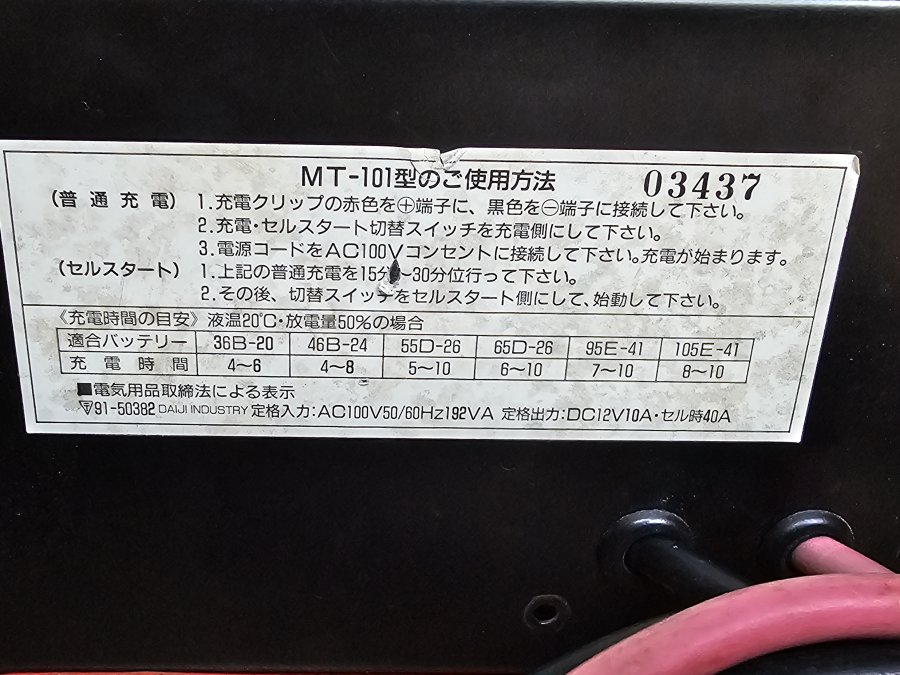 MT-101型のご使用方法 03437
(普通充電) 1.充電クリップの赤色を⊕端子に、黒色を⊖端子に接続して下さい。
2.充電・セルスタート切替スイッチを充電側にして下さい。
3.電源コードをAC100Vコンセントに接続して下さい。充電が始まります。
(セルスタート) 1.上記の普通充電を15分～30分位行って下さい。
2.その後、切替スイッチをセルスタート側にして、始動して下さい。
《充電時間の目安》液温20℃・放電量50%の場合
適合バッテリー 36B-20 46B-24 55D-26 65D-26 95E-41 105E-41
充電時間 4～6 4～8 5～10 6～10 7～10 8～10
■電気用品取締法による表示
91-50382 DAIJI INDUSTRY 定格入力:AC100V50/60Hz192VA 定格出力:DC12V10A・セル時40A